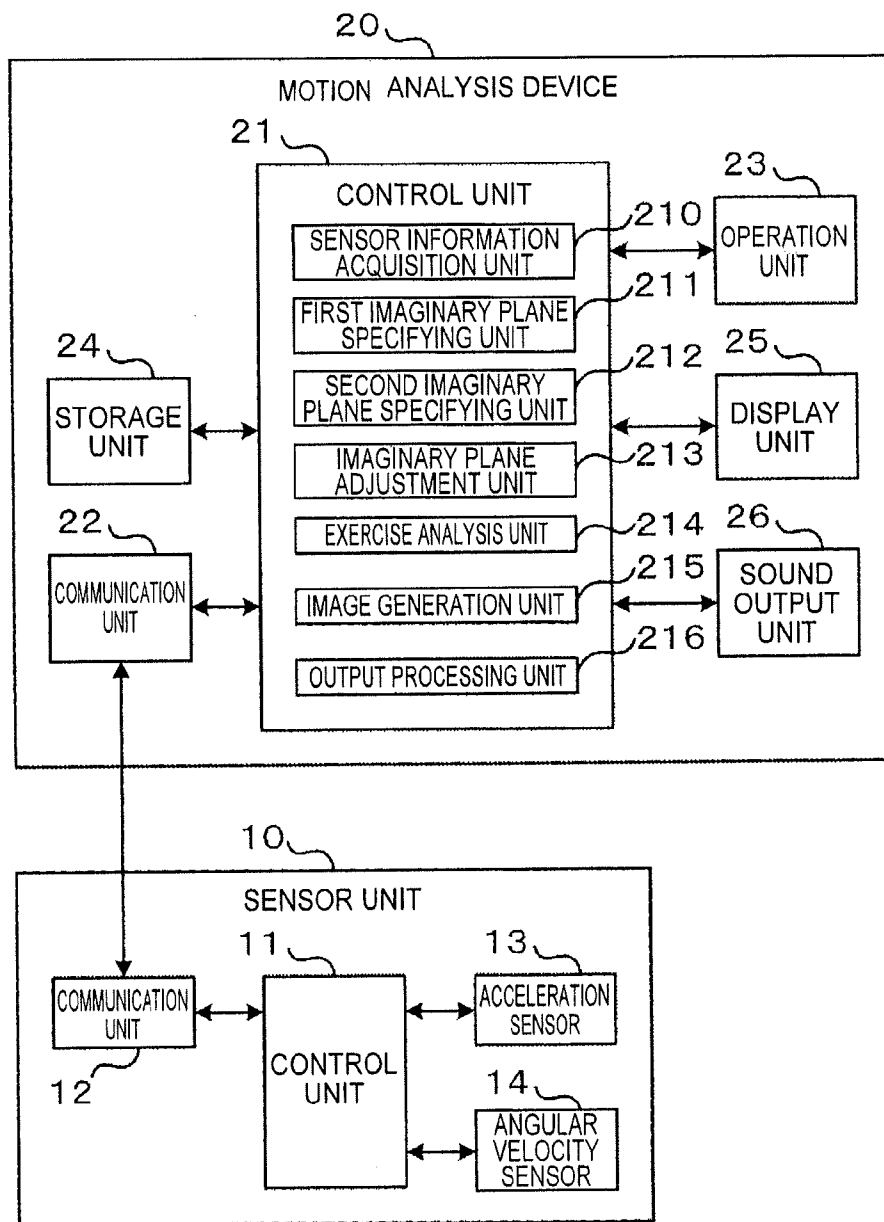 20
MOTION ANALYSIS DEVICE
21
CONTROL UNIT
210
SENSOR INFORMATION
ACQUISITION UNIT
211
FIRST IMAGINARY PLANE
SPECIFYING UNIT
212
SECOND IMAGINARY
PLANE SPECIFYING UNIT
213
IMAGINARY PLANE
ADJUSTMENT UNIT
214
EXERCISE ANALYSIS UNIT
215
IMAGE GENERATION UNIT
216
OUTPUT PROCESSING UNIT
23
OPERATION
UNIT
24
STORAGE
UNIT
25
DISPLAY
UNIT
22
COMMUNICATION
UNIT
26
SOUND
OUTPUT
UNIT
10
SENSOR UNIT
11
CONTROL
UNIT
COMMUNICATION
UNIT
12
13
ACCELERATION
SENSOR
14
ANGULAR
VELOCITY
SENSOR